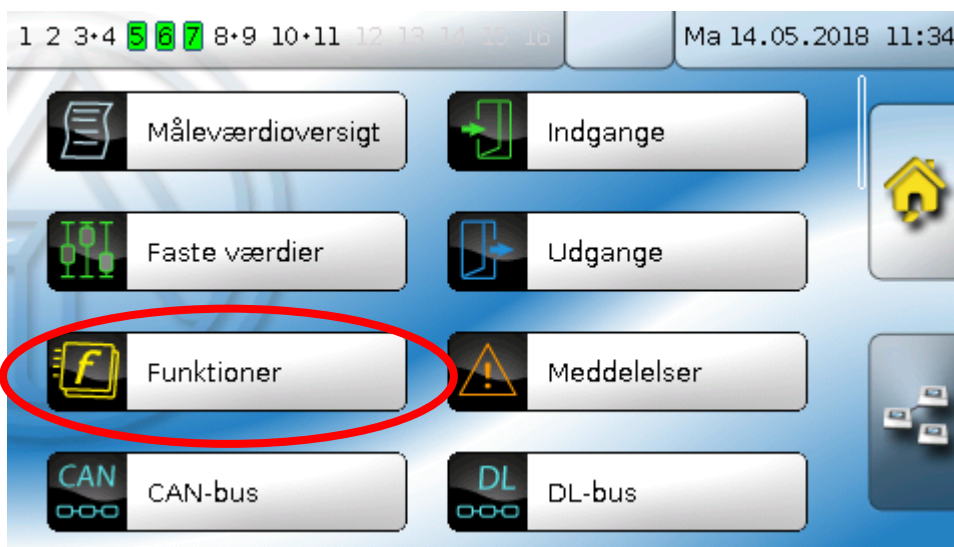 1 2 3•4 5 6 7 8•9 10•11 12 13 14 15 16 Ma 14.05.2018 11:34
Måleværdioversigt Indgange
Faste værdier Udgange
f Funktioner Meddelelser
CAN CAN-bus DL DL-bus